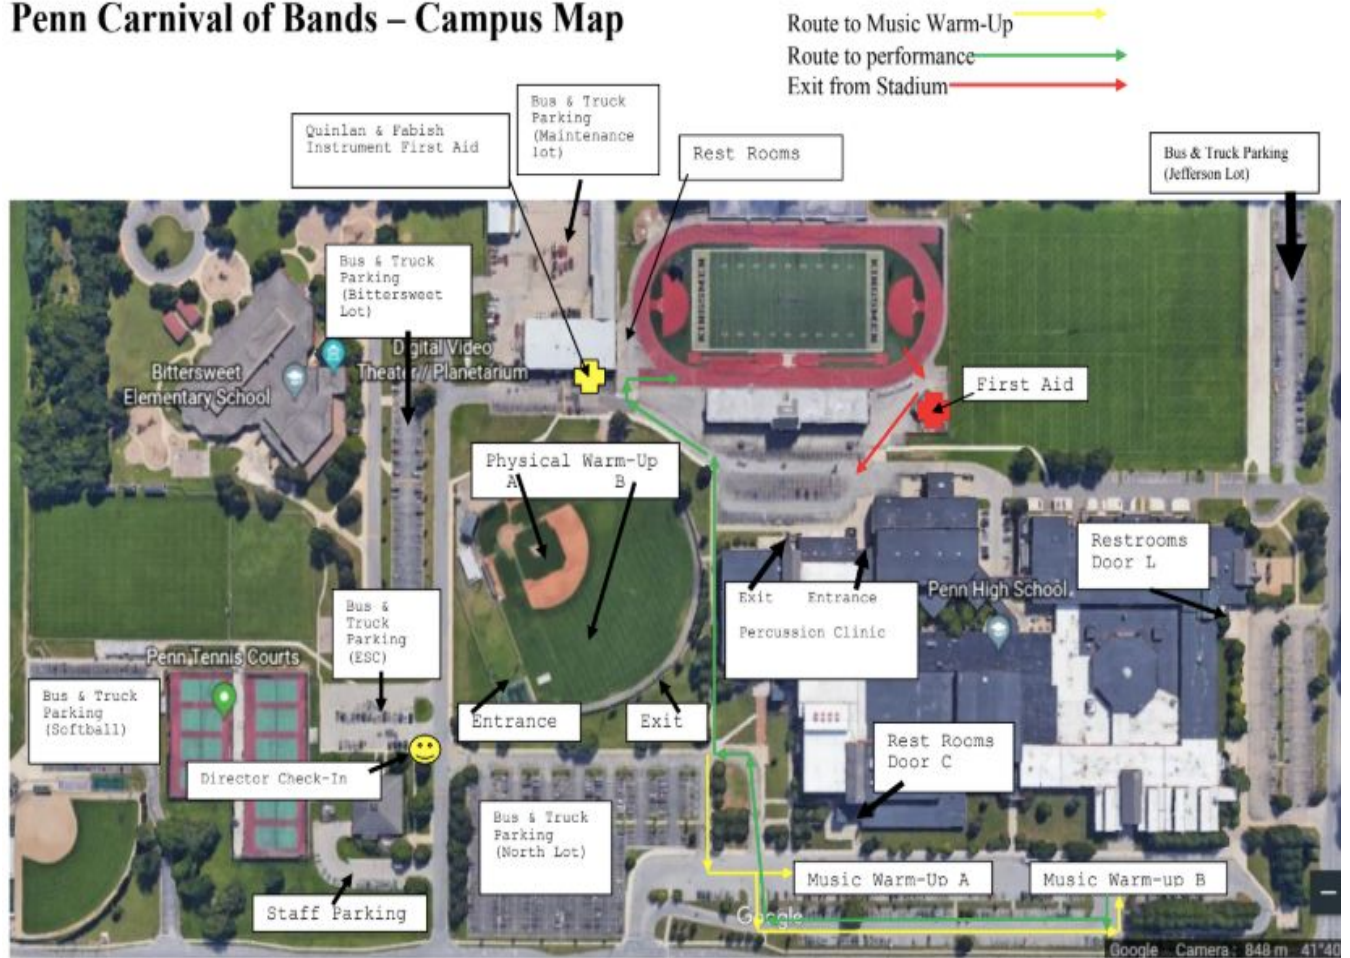 Penn Carnival of Bands – Campus Map
Route to Music Warm-Up
Route to performance
Exit from Stadium
Bus & Truck
Parking
(Maintenance
lot)
Quinlan & Fabish
Instrument First Aid
Rest Rooms
Bus & Truck Parking
(Jefferson Lot)
Bus & Truck
Parking
(Bittersweet
Lot)
KINGSMEN
KINGSMEN
Digital Video
Theater // Planetarium
Bittersweet
Elementary School
First Aid
Physical Warm-Up
A B
Restrooms
Door L
Exit Entrance
Percussion Clinic
Penn High School
Bus &
Truck
Parking
(ESC)
Penn Tennis Courts
Bus & Truck
Parking
(Softball)
Entrance
Exit
Rest Rooms
Door C
Director Check-In
Bus & Truck
Parking
(North Lot)
Music Warm-Up A
Music Warm-up B
Staff Parking
Google
Google Camera: 848 m 41°40